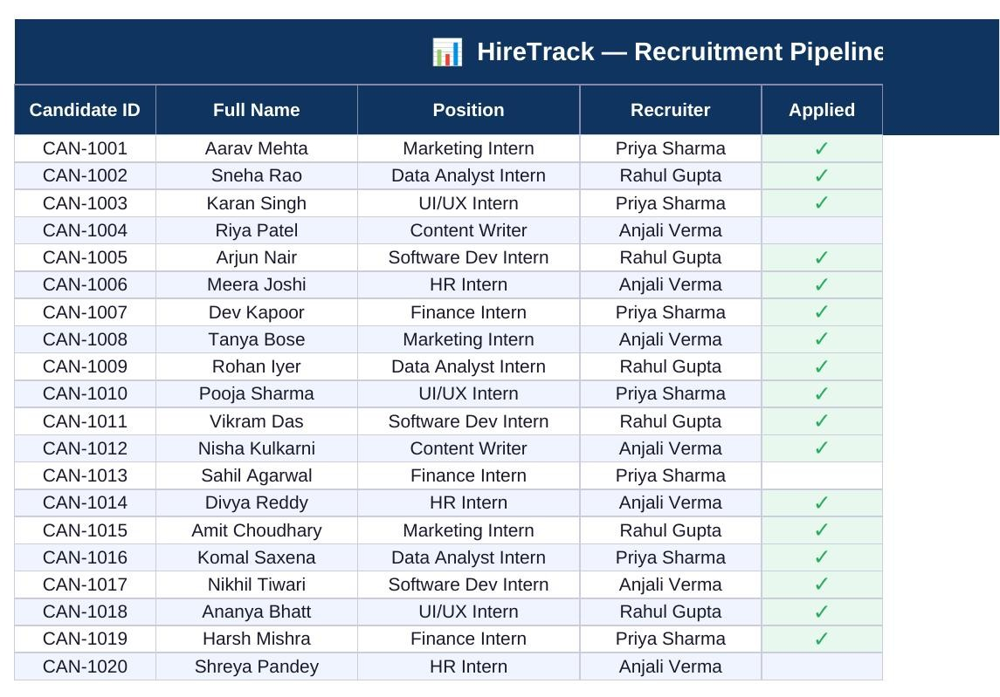 📊 HireTrack — Recruitment Pipeline
Candidate ID Full Name Position Recruiter Applied
CAN-1001 Aarav Mehta Marketing Intern Priya Sharma ✓
CAN-1002 Sneha Rao Data Analyst Intern Rahul Gupta ✓
CAN-1003 Karan Singh UI/UX Intern Priya Sharma ✓
CAN-1004 Riya Patel Content Writer Anjali Verma
CAN-1005 Arjun Nair Software Dev Intern Rahul Gupta ✓
CAN-1006 Meera Joshi HR Intern Anjali Verma ✓
CAN-1007 Dev Kapoor Finance Intern Priya Sharma ✓
CAN-1008 Tanya Bose Marketing Intern Anjali Verma ✓
CAN-1009 Rohan Iyer Data Analyst Intern Rahul Gupta ✓
CAN-1010 Pooja Sharma UI/UX Intern Priya Sharma ✓
CAN-1011 Vikram Das Software Dev Intern Rahul Gupta ✓
CAN-1012 Nisha Kulkarni Content Writer Anjali Verma ✓
CAN-1013 Sahil Agarwal Finance Intern Priya Sharma
CAN-1014 Divya Reddy HR Intern Anjali Verma ✓
CAN-1015 Amit Choudhary Marketing Intern Rahul Gupta ✓
CAN-1016 Komal Saxena Data Analyst Intern Priya Sharma ✓
CAN-1017 Nikhil Tiwari Software Dev Intern Anjali Verma ✓
CAN-1018 Ananya Bhatt UI/UX Intern Rahul Gupta ✓
CAN-1019 Harsh Mishra Finance Intern Priya Sharma ✓
CAN-1020 Shreya Pandey HR Intern Anjali Verma